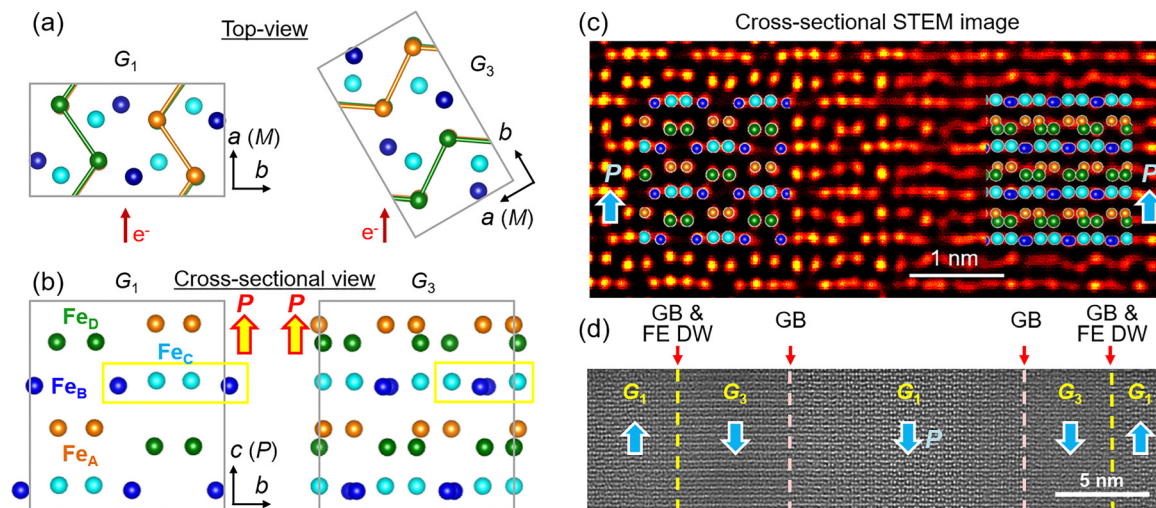 (a)
Top-view
G1
G3
a (M)
b
e-
b
a (M)
e-
(b)
Cross-sectional view
G1
G3
P
P
FeD
FeC
FeB
FeA
c (P)
b
(c)
Cross-sectional STEM image
P
P
1 nm
(d)
GB &
FE DW
GB
GB
GB &
FE DW
G1
G3
G1
G3
G1
P
5 nm